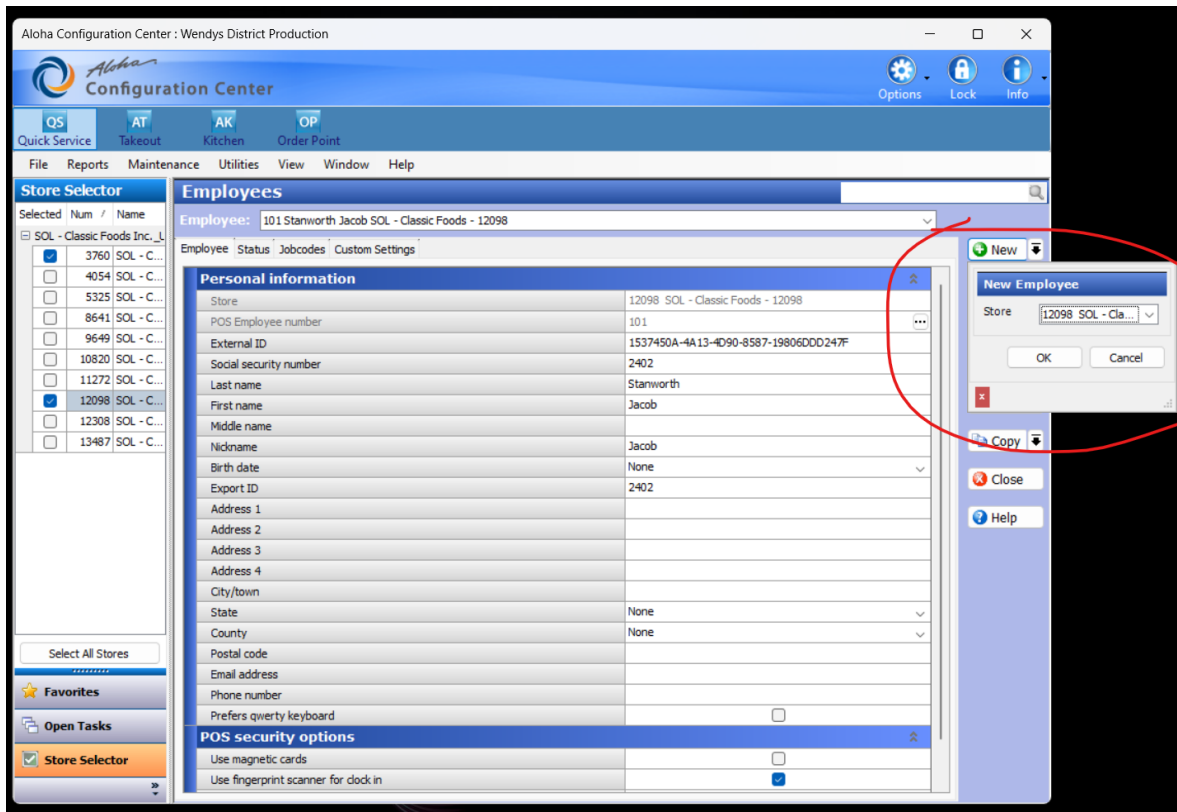 Aloha Configuration Center : Wendys District Production
Aloha
Configuration Center
Options
Lock
Info
QS
Quick Service
AT
Takeout
AK
Kitchen
OP
Order Point
File Reports Maintenance Utilities View Window Help
Store Selector
Selected Num / Name
SOL - Classic Foods Inc._U
3760 SOL - C...
4054 SOL - C...
5325 SOL - C...
8641 SOL - C...
9649 SOL - C...
10820 SOL - C...
11272 SOL - C...
12098 SOL - C...
12308 SOL - C...
13487 SOL - C...
Select All Stores
Favorites
Open Tasks
Store Selector
Employees
Employee: 101 Stanworth Jacob SOL - Classic Foods - 12098
Employee Status Jobcodes Custom Settings
Personal information
Store 12098 SOL - Classic Foods - 12098
POS Employee number 101
External ID 1537450A-4A13-4D90-8587-19806DDD247F
Social security number 2402
Last name Stanworth
First name Jacob
Middle name
Nickname Jacob
Birth date None
Export ID 2402
Address 1
Address 2
Address 3
Address 4
City/town
State None
County None
Postal code
Email address
Phone number
Prefers qwerty keyboard
POS security options
Use magnetic cards
Use fingerprint scanner for clock in
New
New Employee
Store 12098 SOL - Cla...
OK Cancel
x
Copy
Close
Help